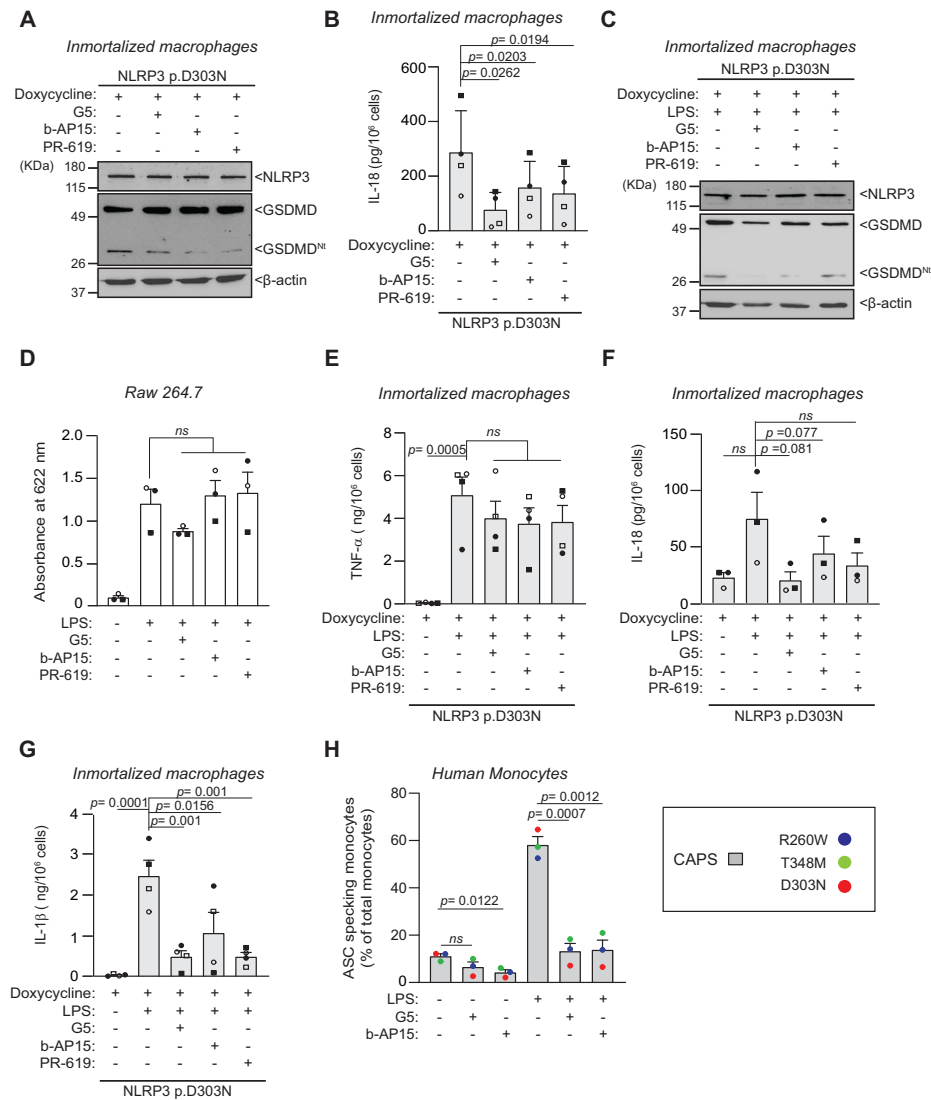 A
Inmortalized macrophages
NLRP3 p.D303N
Doxycycline: + + + +
G5: - + - -
b-AP15: - - + -
PR-619: - - - +
(KDa)
180
115
<NLRP3
49
<GSDMD
<GSDMDNt
26
37
<β-actin
B
Inmortalized macrophages
p= 0.0194
p= 0.0203
p= 0.0262
600
400
200
0
IL-18 (pg/10⁶ cells)
Doxycycline: + + + +
G5: - + - -
b-AP15: - - + -
PR-619: - - - +
NLRP3 p.D303N
C
Inmortalized macrophages
NLRP3 p.D303N
Doxycycline: + + + +
LPS: + + + +
G5: - + - -
b-AP15: - - + -
PR-619: - - - +
(KDa)
180
115
<NLRP3
49
<GSDMD
26
<GSDMDNt
37
<β-actin
D
Raw 264.7
ns
2.0
1.5
1.0
0.5
0
Absorbance at 622 nm
LPS: - + + + +
G5: - - + - -
b-AP15: - - - + -
PR-619: - - - - +
E
Inmortalized macrophages
ns
p= 0.0005
8
6
4
2
0
TNF-α ( ng/10⁶ cells)
Doxycycline: + + + + +
LPS: - + + + +
G5: - - + - -
b-AP15: - - - + -
PR-619: - - - - +
NLRP3 p.D303N
F
Inmortalized macrophages
ns
p =0.077
ns p =0.081
150
100
50
0
IL-18 (pg/10⁶ cells)
Doxycycline: + + + + +
LPS: - + + + +
G5: - - + - -
b-AP15: - - - + -
PR-619: - - - - +
NLRP3 p.D303N
G
Inmortalized macrophages
p= 0.001
p= 0.0001 p= 0.0156
p= 0.001
4
3
2
1
0
IL-1β ( ng/10⁶ cells)
Doxycycline: + + + + +
LPS: - + + + +
G5: - - + - -
b-AP15: - - - + -
PR-619: - - - - +
NLRP3 p.D303N
H
Human Monocytes
p= 0.0012
p= 0.0007
p= 0.0122
ns
80
60
40
20
0
ASC specking monocytes
(% of total monocytes)
LPS: - - - + + +
G5: - + - - + -
b-AP15: - - + - - +
CAPS
R260W
T348M
D303N